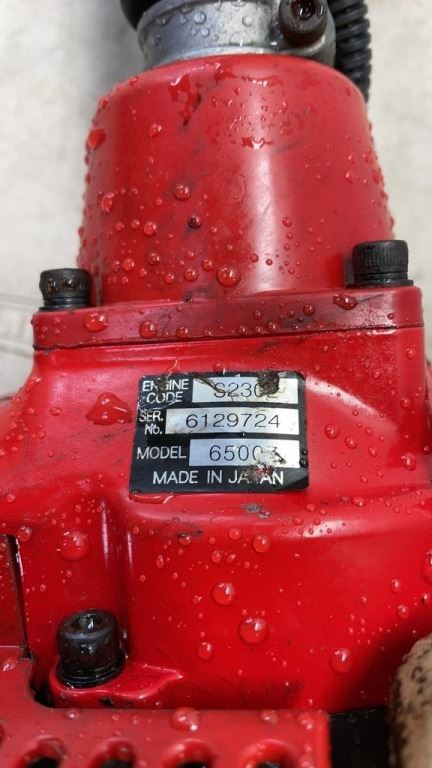 ENGINE CODE
SER. No. 6129724
MODEL
MADE IN JAPAN